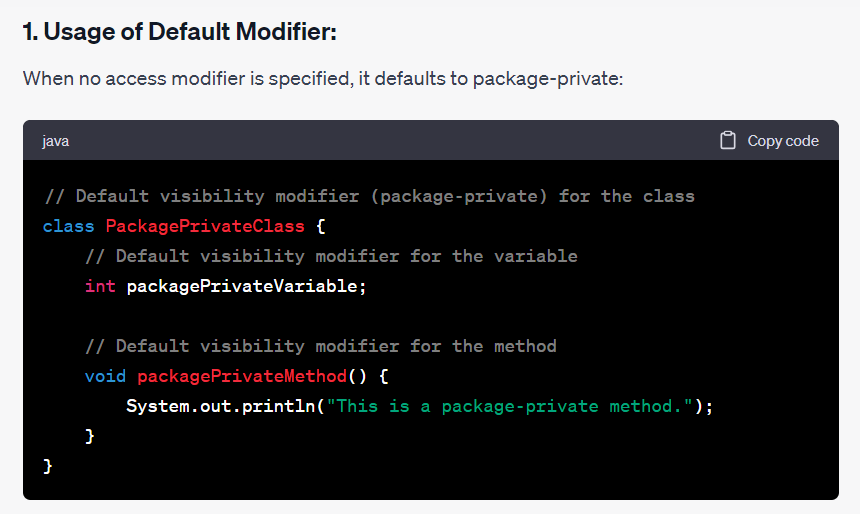 1. Usage of Default Modifier:
When no access modifier is specified, it defaults to package-private:
java
Copy code
// Default visibility modifier (package-private) for the class
class PackagePrivateClass {
    // Default visibility modifier for the variable
    int packagePrivateVariable;
    // Default visibility modifier for the method
    void packagePrivateMethod() {
        System.out.println("This is a package-private method.");
    }
}